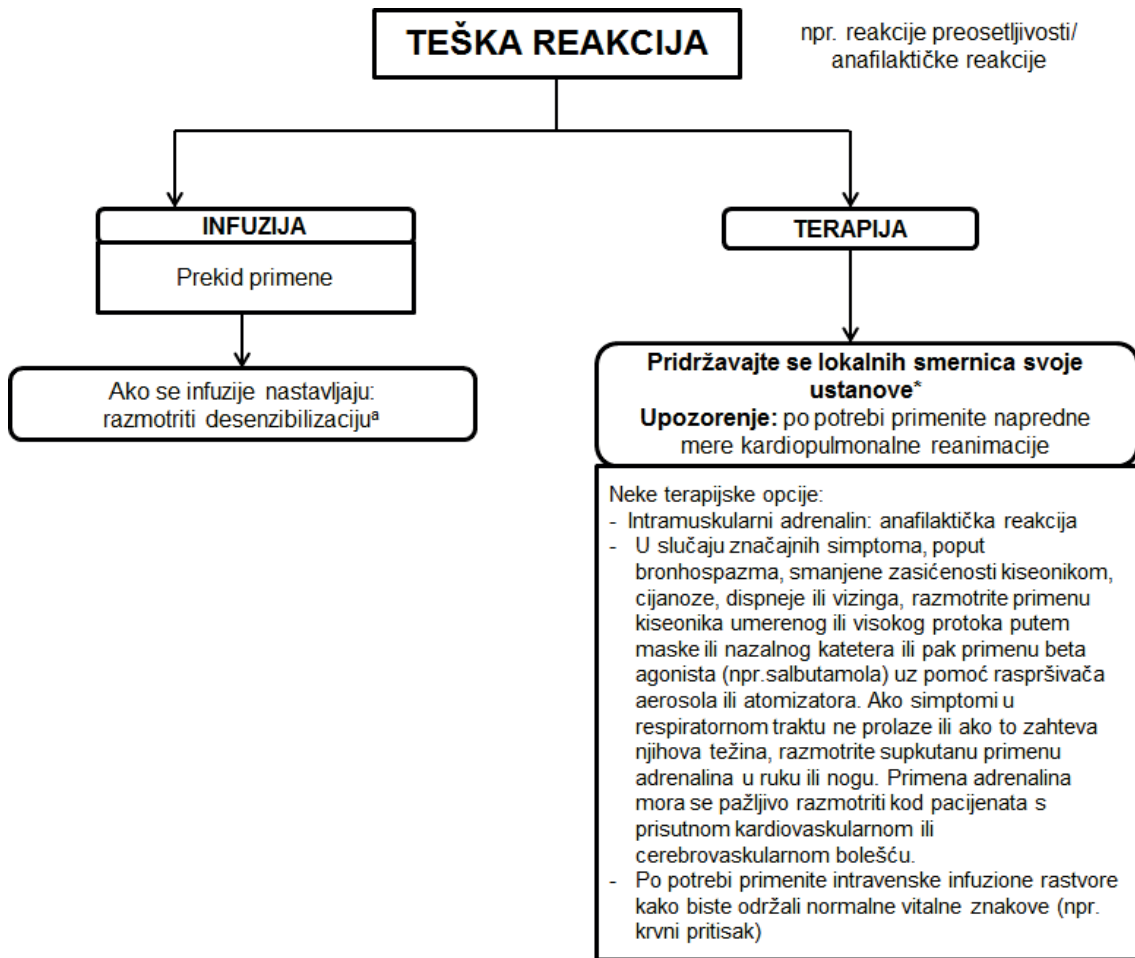 TEŠKA REAKCIJA
npr. reakcije preosetljivosti/
anafilaktičke reakcije
INFUZIJA
Prekid primene
Ako se infuzije nastavljaju:
razmotriti desenzibilizacijuª
TERAPIJA
Pridržavajte se lokalnih smernica svoje
ustanove*
Upozorenje: po potrebi primenite napredne
mere kardiopulmonalne reanimacije
Neke terapijske opcije:
- Intramuskularni adrenalin: anafilaktička reakcija
- U slučaju značajnih simptoma, poput
bronhospazma, smanjene zasićenosti kiseonikom,
cijanoze, dispneje ili vizinga, razmotrite primenu
kiseonika umerenog ili visokog protoka putem
maske ili nazalnog katetera ili pak primenu beta
agonista (npr.salbutamola) uz pomoć raspršivača
aerosola ili atomizatora. Ako simptomi u
respiratornom traktu ne prolaze ili ako to zahteva
njihova težina, razmotrite supkutanu primenu
adrenalina u ruku ili nogu. Primena adrenalina
mora se pažljivo razmotriti kod pacijenata s
prisutnom kardiovaskularnom ili
cerebrovaskularnom bolešću.
- Po potrebi primenite intravenske infuzione rastvore
kako biste održali normalne vitalne znakove (npr.
krvni pritisak)